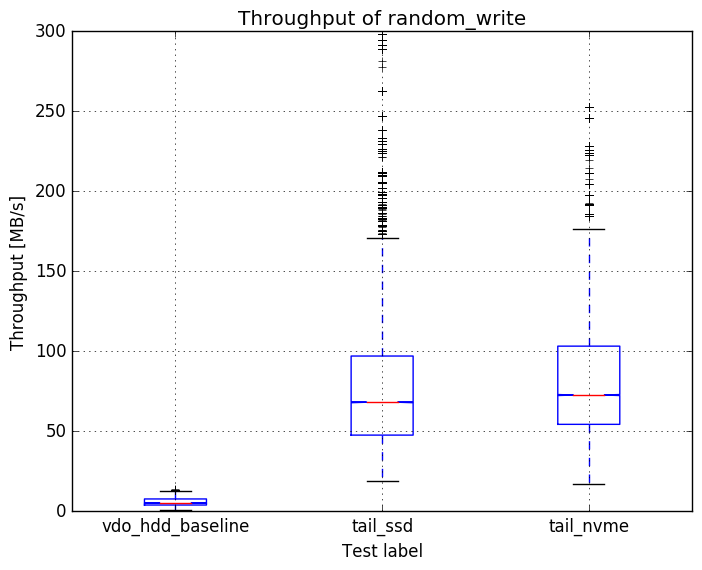 Throughput of random_write
300
250
200
150
100
50
0
Throughput [MB/s]
vdo_hdd_baseline tail_ssd tail_nvme
Test label